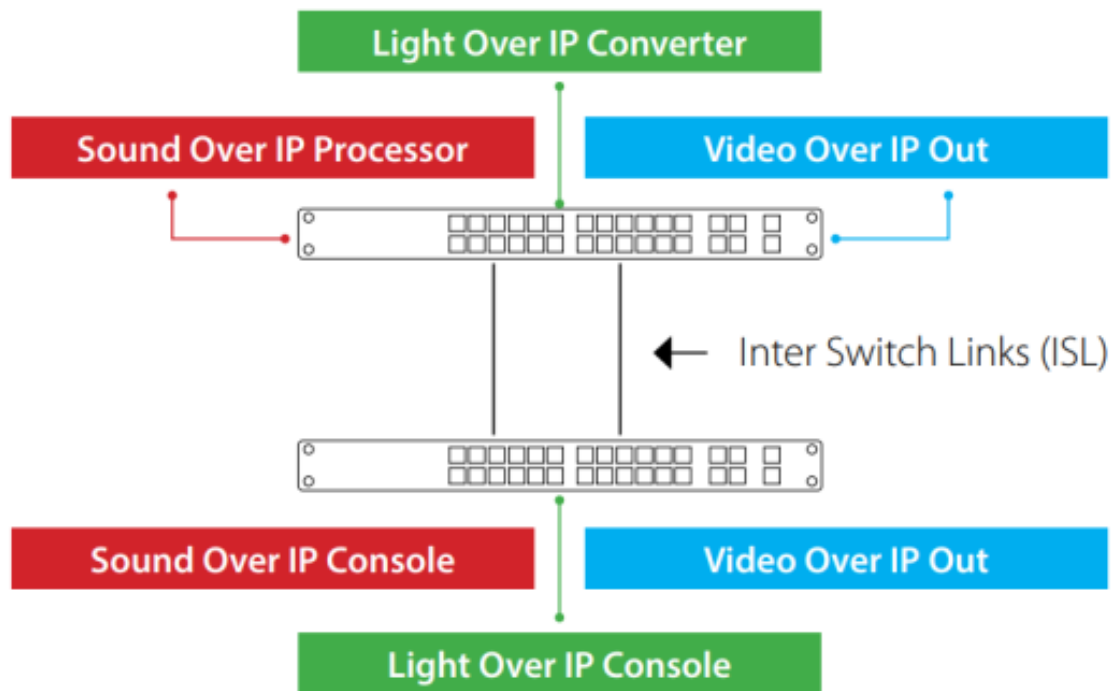 Light Over IP Converter
Sound Over IP Processor
Video Over IP Out
Inter Switch Links (ISL)
Sound Over IP Console
Video Over IP Out
Light Over IP Console